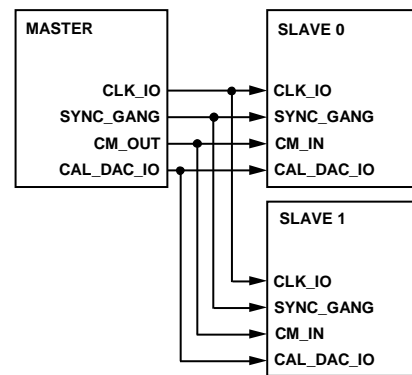 MASTER
CLK_IO
SYNC_GANG
CM_OUT
CAL_DAC_IO
SLAVE 0
CLK_IO
SYNC_GANG
CM_IN
CAL_DAC_IO
SLAVE 1
CLK_IO
SYNC_GANG
CM_IN
CAL_DAC_IO